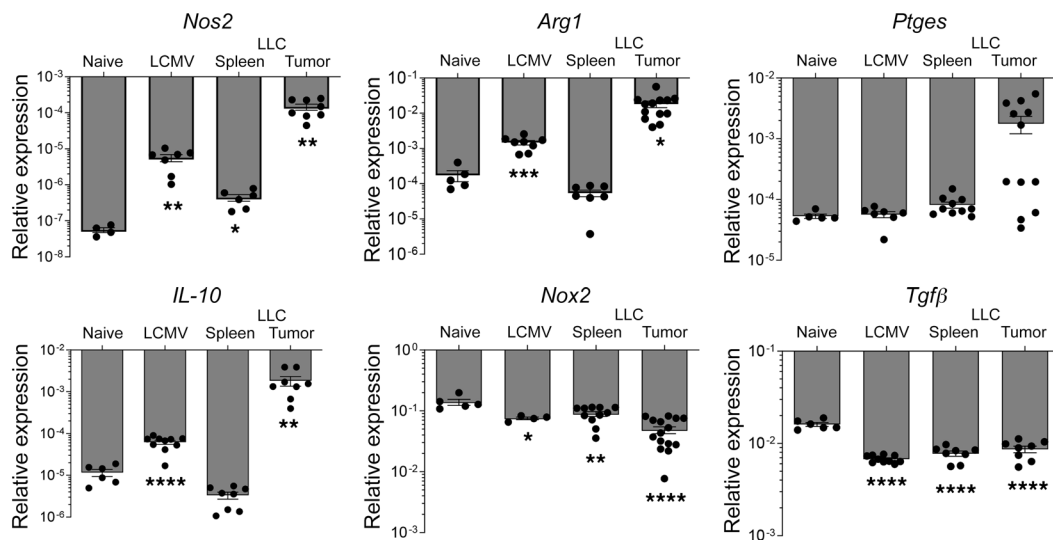 Nos2
LLC
Naive LCMV Spleen Tumor
Relative expression
10-3
10-4
10-5
10-6
10-7
10-8
**
*
**
Arg1
LLC
Naive LCMV Spleen Tumor
Relative expression
10-1
10-2
10-3
10-4
10-5
10-6
***
*
Ptges
LLC
Naive LCMV Spleen Tumor
Relative expression
10-2
10-3
10-4
10-5
IL-10
LLC
Naive LCMV Spleen Tumor
Relative expression
10-2
10-3
10-4
10-5
10-6
****
**
Nox2
LLC
Naive LCMV Spleen Tumor
Relative expression
100
10-1
10-2
10-3
*
**
****
Tgfβ
LLC
Naive LCMV Spleen Tumor
Relative expression
10-1
10-2
10-3
****
****
****